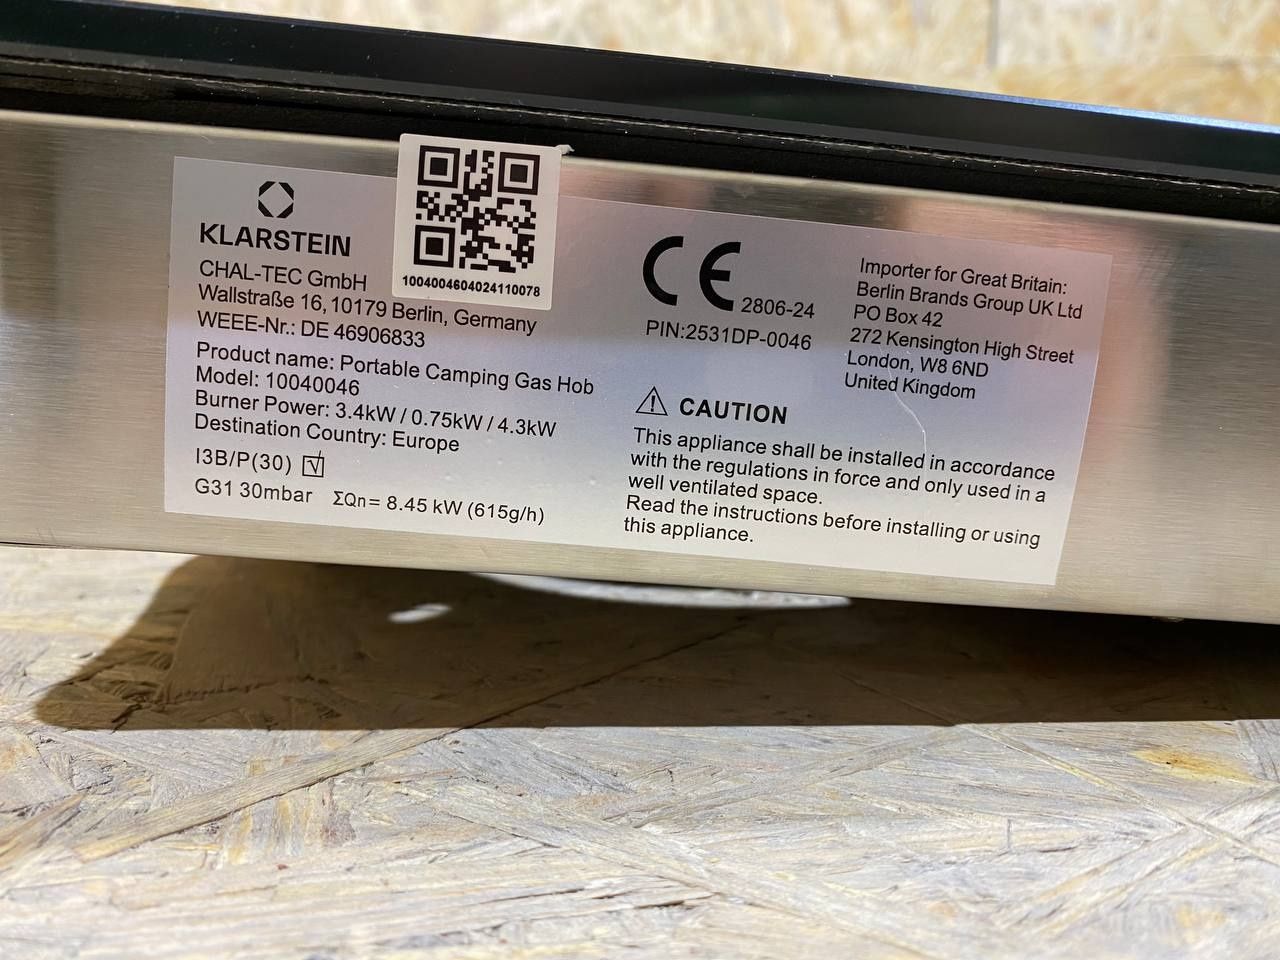 KLARSTEIN
CHAL-TEC GmbH
Wallstraße 16, 10179 Berlin, Germany
WEEE-Nr.: DE 46906833
Product name: Portable Camping Gas Hob
Model: 10040046
Burner Power: 3.4kW / 0.75kW / 4.3kW
Destination Country: Europe
I3B/P(30)
G31 30mbar ΣQn= 8.45 kW (615g/h)
1004004604024110078
CE 2806-24
PIN:2531DP-0046
Importer for Great Britain:
Berlin Brands Group UK Ltd
PO Box 42
272 Kensington High Street
London, W8 6ND
United Kingdom
CAUTION
This appliance shall be installed in accordance
with the regulations in force and only used in a
well ventilated space.
Read the instructions before installing or using
this appliance.